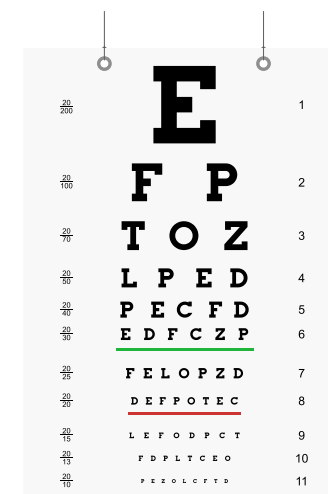 20/200 E 1
20/100 F P 2
20/70 T O Z 3
20/50 L P E D 4
20/40 P E C F D 5
20/30 E D F C Z P 6
20/25 F E L O P Z D 7
20/20 D E F P O T E C 8
20/15 L E F O D P C T 9
20/13 F D P L T C E O 10
20/10 P E Z O L C F T D 11